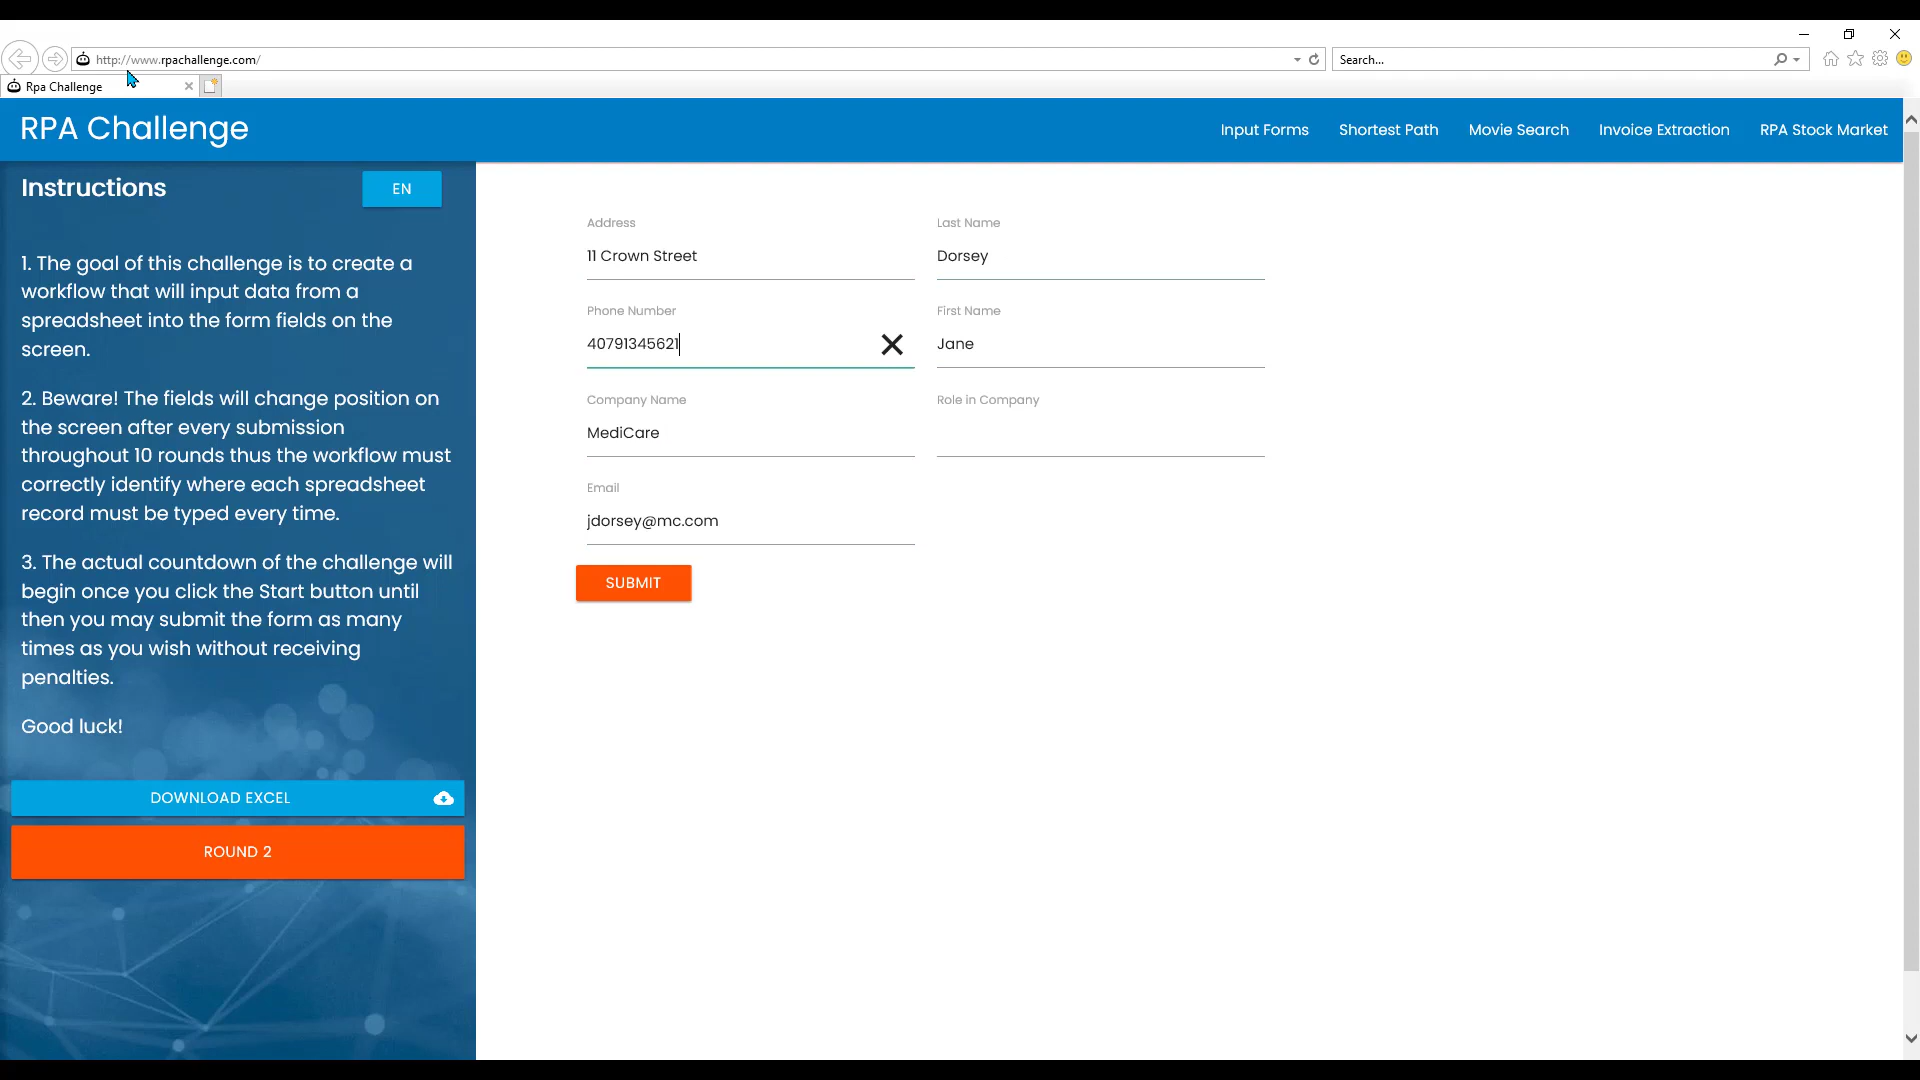 http://www.rpachallenge.com/
Search...
Rpa Challenge
RPA Challenge
Input Forms
Shortest Path
Movie Search
Invoice Extraction
RPA Stock Market
Instructions
EN
1. The goal of this challenge is to create a
workflow that will input data from a
spreadsheet into the form fields on the
screen.
2. Beware! The fields will change position on
the screen after every submission
throughout 10 rounds thus the workflow must
correctly identify where each spreadsheet
record must be typed every time.
3. The actual countdown of the challenge will
begin once you click the Start button until
then you may submit the form as many
times as you wish without receiving
penalties.
Good luck!
DOWNLOAD EXCEL
ROUND 2
Address
11 Crown Street
Last Name
Dorsey
Phone Number
40791345621
First Name
Jane
Company Name
MediCare
Role in Company
Email
jdorsey@mc.com
SUBMIT